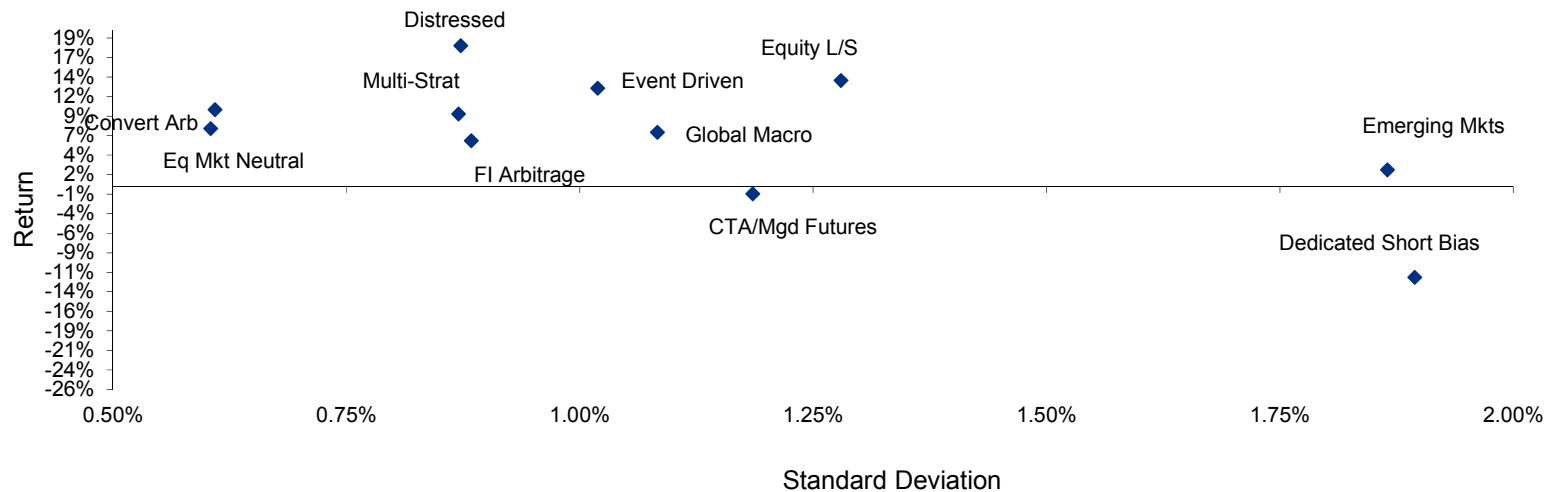 Distressed
19%
17%
Equity L/S
14%
Multi-Strat
Event Driven
12%
9%
Convert Arb
Emerging Mkts
7%
Global Macro
4%
Eq Mkt Neutral
2%
FI Arbitrage
-1%
-4%
CTA/Mgd Futures
-6%
Return
Dedicated Short Bias
-9%
-11%
-14%
-16%
-19%
-21%
-24%
-26%
0.50% 0.75% 1.00% 1.25% 1.50% 1.75% 2.00%
Standard Deviation